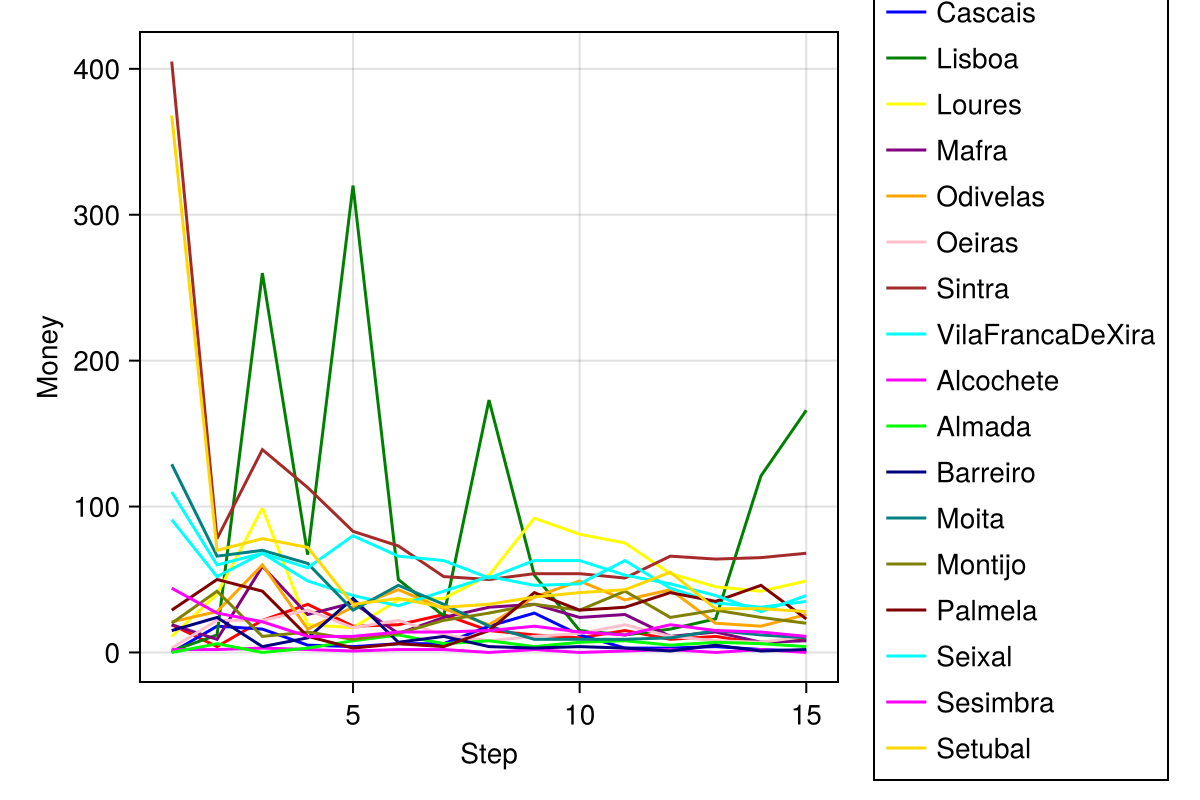 400
300
200
100
0
Money
5
10
15
Step
Cascais
Lisboa
Loures
Mafra
Odivelas
Oeiras
Sintra
VilaFrancaDeXira
Alcochete
Almada
Barreiro
Moita
Montijo
Palmela
Seixal
Sesimbra
Setubal